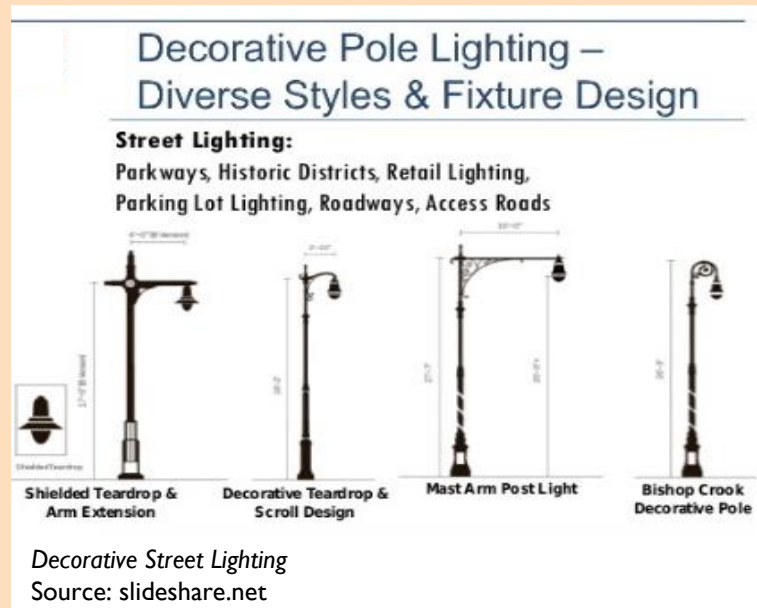 Decorative Pole Lighting –
Diverse Styles & Fixture Design
Street Lighting:
Parkways, Historic Districts, Retail Lighting,
Parking Lot Lighting, Roadways, Access Roads
Shielded Teardrop
Shielded Teardrop &
Arm Extension
Decorative Teardrop &
Scroll Design
Mast Arm Post Light
Bishop Crook
Decorative Pole
Decorative Street Lighting
Source: slideshare.net